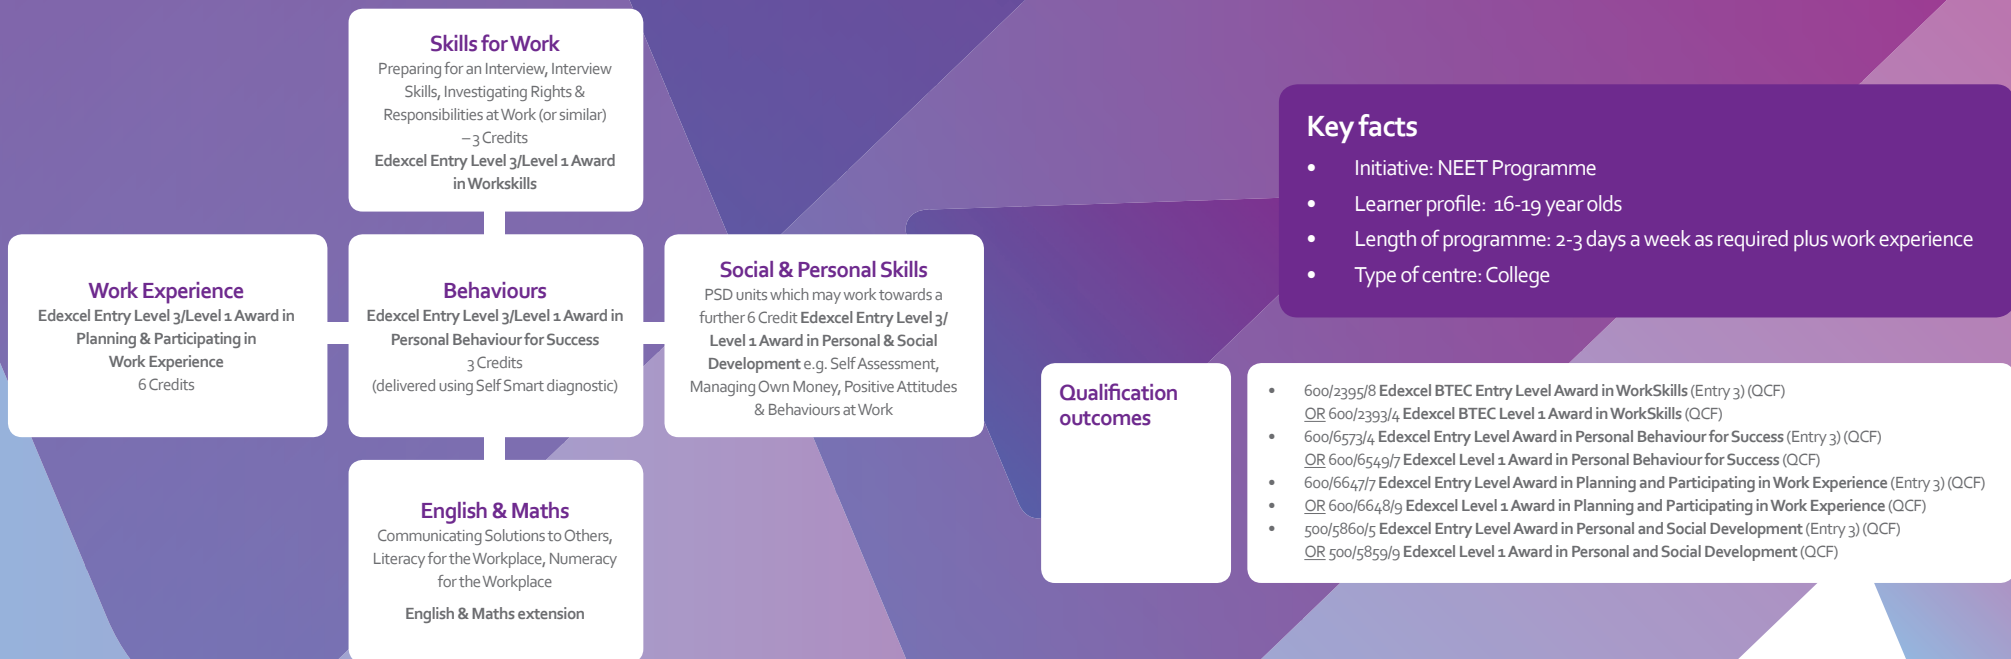 Skills for Work
Preparing for an Interview, Interview
Skills, Investigating Rights &
Responsibilities at Work (or similar)
– 3 Credits
Edexcel Entry Level 3/Level 1 Award
in Workskills
Work Experience
Edexcel Entry Level 3/Level 1 Award in
Planning & Participating in
Work Experience
6 Credits
Behaviours
Edexcel Entry Level 3/Level 1 Award in
Personal Behaviour for Success
3 Credits
(delivered using Self Smart diagnostic)
Social & Personal Skills
PSD units which may work towards a
further 6 Credit Edexcel Entry Level 3/
Level 1 Award in Personal & Social
Development e.g. Self Assessment,
Managing Own Money, Positive Attitudes
& Behaviours at Work
English & Maths
Communicating Solutions to Others,
Literacy for the Workplace, Numeracy
for the Workplace
English & Maths extension
Key facts
• Initiative: NEET Programme
• Learner profile: 16-19 year olds
• Length of programme: 2-3 days a week as required plus work experience
• Type of centre: College
Qualification
outcomes
• 600/2395/8 Edexcel BTEC Entry Level Award in WorkSkills (Entry 3) (QCF)
OR 600/2393/4 Edexcel BTEC Level 1 Award in WorkSkills (QCF)
• 600/6573/4 Edexcel Entry Level Award in Personal Behaviour for Success (Entry 3) (QCF)
OR 600/6549/7 Edexcel Level 1 Award in Personal Behaviour for Success (QCF)
• 600/6647/7 Edexcel Entry Level Award in Planning and Participating in Work Experience (Entry 3) (QCF)
• OR 600/6648/9 Edexcel Level 1 Award in Planning and Participating in Work Experience (QCF)
• 500/5860/5 Edexcel Entry Level Award in Personal and Social Development (Entry 3) (QCF)
OR 500/5859/9 Edexcel Level 1 Award in Personal and Social Development (QCF)